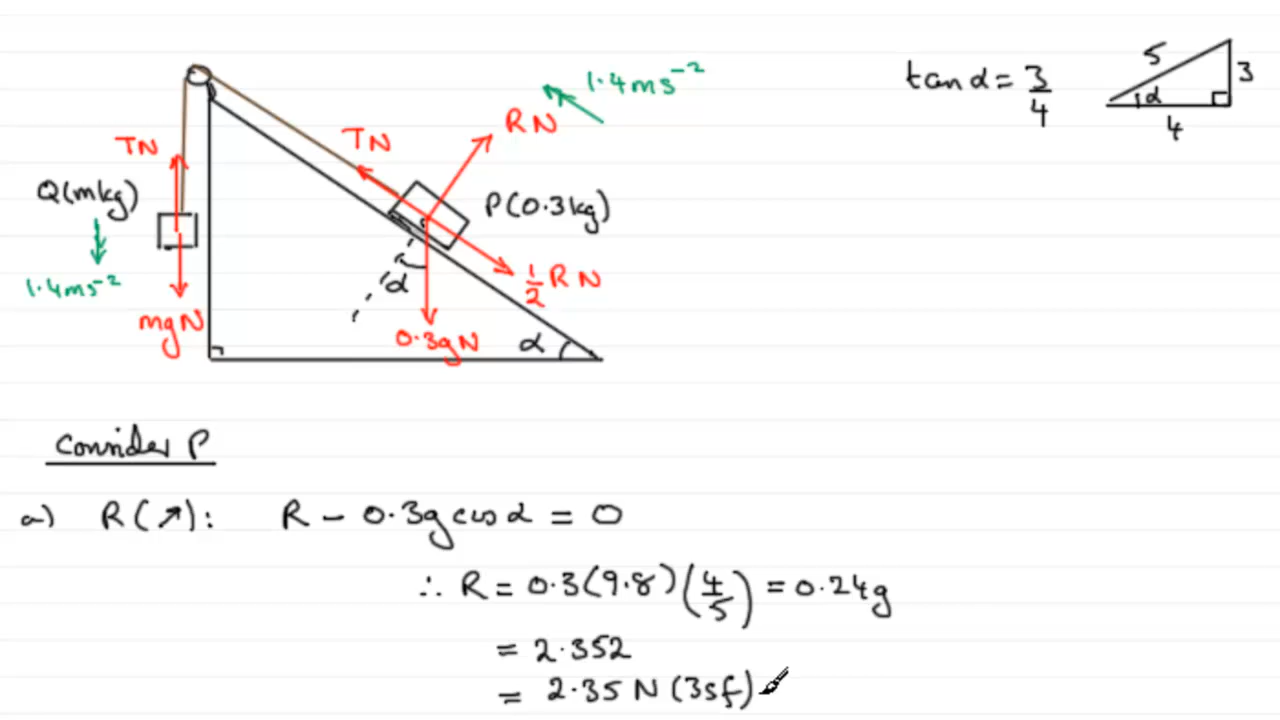 1.4ms⁻²
tan α = 3/4
5
3
α
4
TN
TN
RN
Q(mkg)
P(0.3kg)
1.4ms⁻²
α
½RN
mgN
0.3gN
α
Consider P
a) R(↗): R − 0.3g cos α = 0
∴ R = 0.3(9.8)(4/5) = 0.24g
= 2.352
= 2.35 N (3sf)